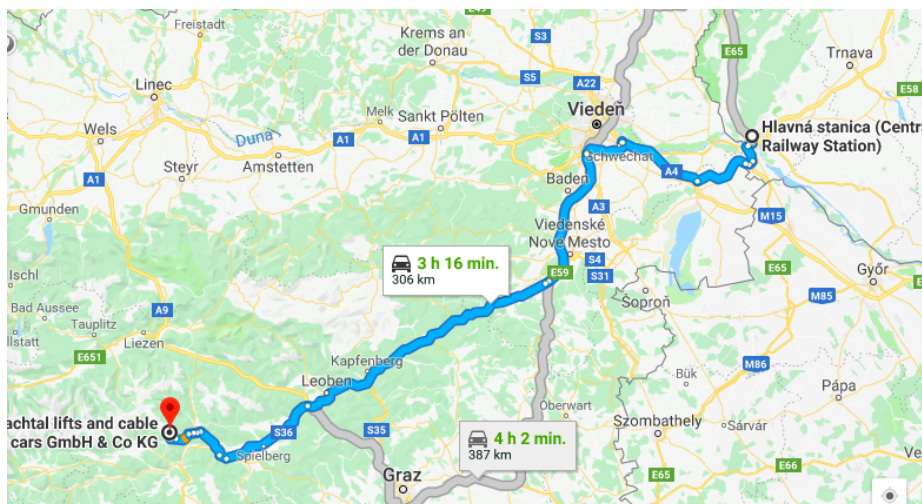 E49
Freistadt
Krems an
der Donau
S3
E65
Trnava
E58
Linec
S5
A22
Viedeň
Hlavná stanica (Centr
Railway Station)
Wels
Duna
Melk
Sankt Pölten
A1
A1
Schwechat
Steyr
Amstetten
A4
Baden
A1
A3
M15
Gmunden
Viedenské
Nové Mesto
E65
Győr
3 h 16 min.
306 km
E59
S4
S31
Ischl
Šoproň
M85
Bad Aussee
A9
Tauplitz
Liezen
E651
Kapfenberg
M86
Bük
Leoben
Pápa
achtal lifts and cable
cars GmbH & Co KG
Oberwart
Szombathely
Sárvár
S36
S35
4 h 2 min.
387 km
Spielberg
E66
Graz
E65